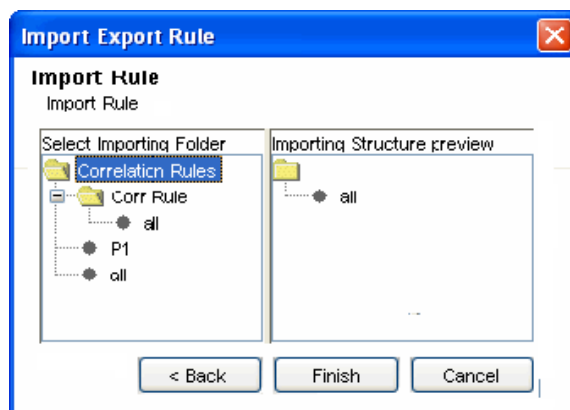 Import Export Rule
Import Rule
Import Rule
Select Importing Folder
Correlation Rules
Corr Rule
all
P1
all
Importing Structure preview
all
< Back
Finish
Cancel